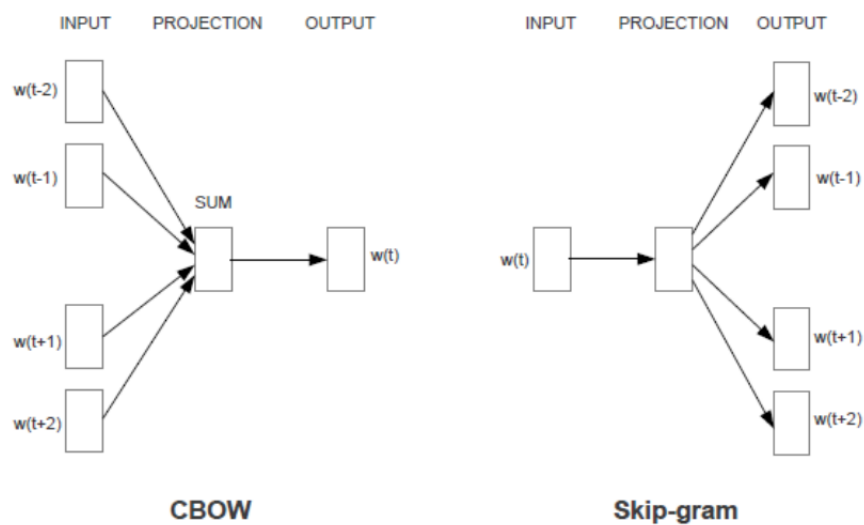 INPUT PROJECTION OUTPUT
w(t-2)
w(t-1)
SUM
w(t)
w(t+1)
w(t+2)
CBOW
INPUT PROJECTION OUTPUT
w(t-2)
w(t-1)
w(t)
w(t+1)
w(t+2)
Skip-gram